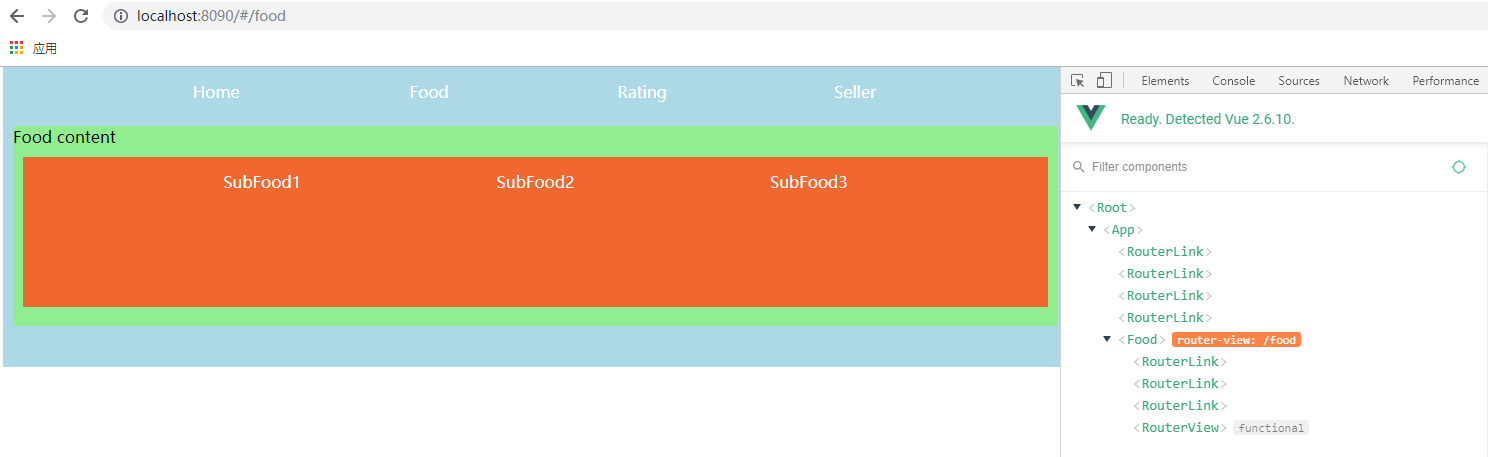 localhost:8090/#/food
应用
Home Food Rating Seller
Food content
SubFood1 SubFood2 SubFood3
Elements Console Sources Network Performance
Ready. Detected Vue 2.6.10.
Filter components
<Root>
<App>
<RouterLink>
<RouterLink>
<RouterLink>
<RouterLink>
<Food> router-view: /food
<RouterLink>
<RouterLink>
<RouterLink>
<RouterView> functional